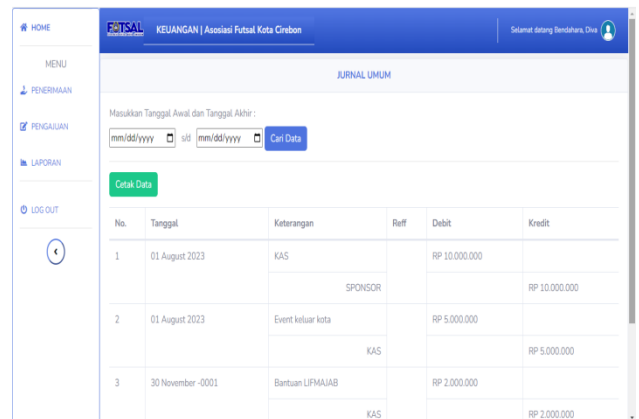 HOME
MENU
PENERIMAAN
PENGAJUAN
LAPORAN
LOG OUT
FUTSAL
KEUANGAN | Asosiasi Futsal Kota Cirebon
Selamat datang Bendahara, Diva
JURNAL UMUM
Masukkan Tanggal Awal dan Tanggal Akhir :
mm/dd/yyyy s/d mm/dd/yyyy Cari Data
Cetak Data
No. Tanggal Keterangan Reff Debit Kredit
1 01 August 2023 KAS RP 10.000.000
SPONSOR RP 10.000.000
2 01 August 2023 Event keluar kota RP 5.000.000
KAS RP 5.000.000
3 30 November -0001 Bantuan LIFMAJAB RP 2.000.000
KAS RP 2.000.000